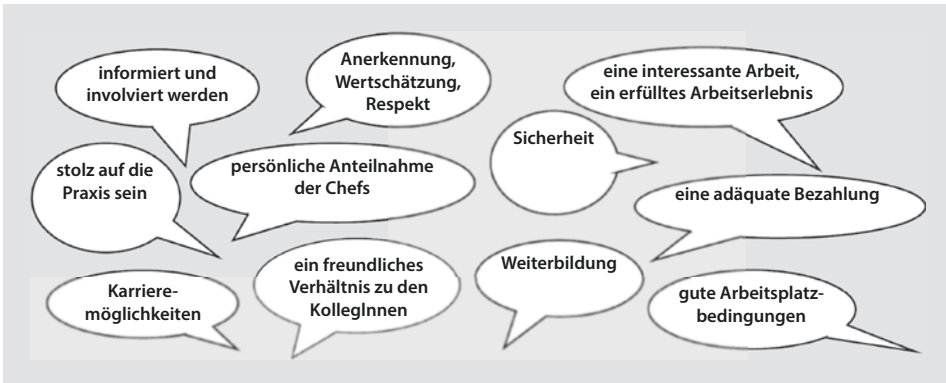 informiert und
involviert werden
Anerkennung,
Wertschätzung,
Respekt
eine interessante Arbeit,
ein erfülltes Arbeitserlebnis
Sicherheit
stolz auf die
Praxis sein
persönliche Anteilnahme
der Chefs
eine adäquate Bezahlung
Karriere-
möglichkeiten
ein freundliches
Verhältnis zu den
KollegInnen
Weiterbildung
gute Arbeitsplatz-
bedingungen